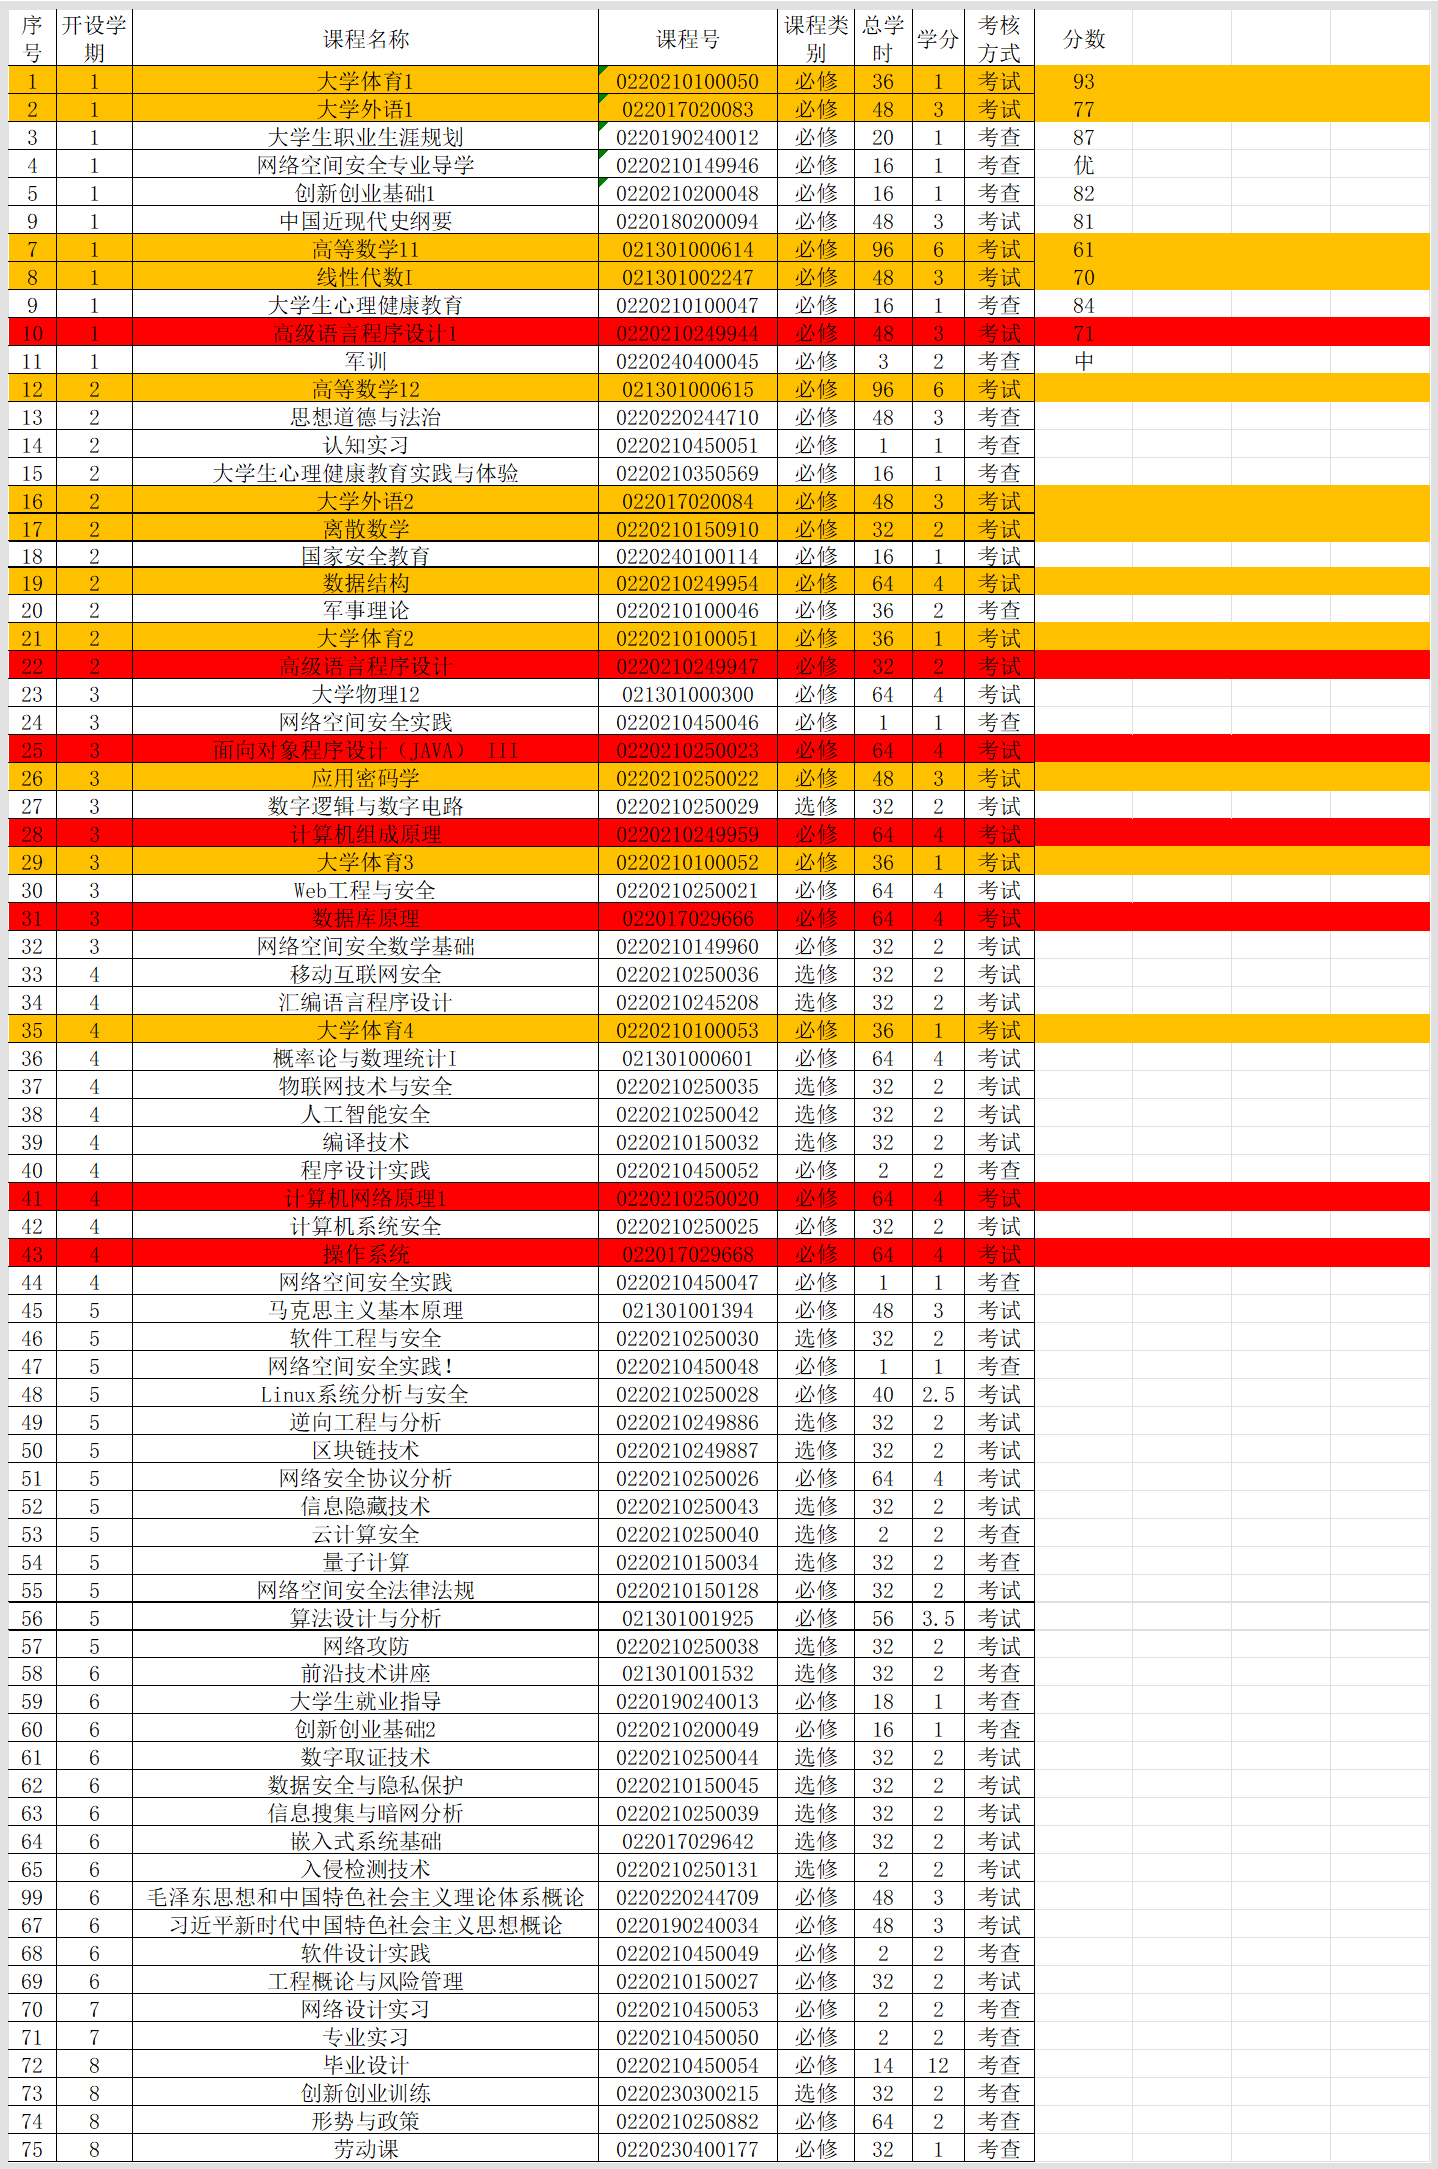 序号 开设学期 课程名称 课程号 课程类别 总学时 学分 考核方式 分数
1 1 大学体育1 0220210100050 必修 36 1 考试 93
2 1 大学外语1 022017020083 必修 48 3 考试 77
3 1 大学生职业生涯规划 0220190240012 必修 20 1 考查 87
4 1 网络空间安全专业导学 0220210149946 必修 16 1 考查 优
5 1 创新创业基础1 0220210200048 必修 16 1 考查 82
9 1 中国近现代史纲要 0220180200094 必修 48 3 考试 81
7 1 高等数学11 021301000614 必修 96 6 考试 61
8 1 线性代数I 021301002247 必修 48 3 考试 70
9 1 大学生心理健康教育 0220210100047 必修 16 1 考查 84
10 1 高级语言程序设计1 0220210249944 必修 48 3 考试 71
11 1 军训 0220240400045 必修 3 2 考查 中
12 2 高等数学12 021301000615 必修 96 6 考试
13 2 思想道德与法治 0220220244710 必修 48 3 考查
14 2 认知实习 0220210450051 必修 1 1 考查
15 2 大学生心理健康教育实践与体验 0220210350569 必修 16 1 考查
16 2 大学外语2 022017020084 必修 48 3 考试
17 2 离散数学 0220210150910 必修 32 2 考试
18 2 国家安全教育 0220240100114 必修 16 1 考试
19 2 数据结构 0220210249954 必修 64 4 考试
20 2 军事理论 0220210100046 必修 36 2 考查
21 2 大学体育2 0220210100051 必修 36 1 考试
22 2 高级语言程序设计 0220210249947 必修 32 2 考试
23 3 大学物理12 021301000300 必修 64 4 考试
24 3 网络空间安全实践 0220210450046 必修 1 1 考查
25 3 面向对象程序设计（JAVA） III 0220210250023 必修 64 4 考试
26 3 应用密码学 0220210250022 必修 48 3 考试
27 3 数字逻辑与数字电路 0220210250029 选修 32 2 考试
28 3 计算机组成原理 0220210249959 必修 64 4 考试
29 3 大学体育3 0220210100052 必修 36 1 考试
30 3 Web工程与安全 0220210250021 必修 64 4 考试
31 3 数据库原理 022017029666 必修 64 4 考试
32 3 网络空间安全数学基础 0220210149960 必修 32 2 考试
33 4 移动互联网安全 0220210250036 选修 32 2 考试
34 4 汇编语言程序设计 0220210245208 选修 32 2 考试
35 4 大学体育4 0220210100053 必修 36 1 考试
36 4 概率论与数理统计I 021301000601 必修 64 4 考试
37 4 物联网技术与安全 0220210250035 选修 32 2 考试
38 4 人工智能安全 0220210250042 选修 32 2 考试
39 4 编译技术 0220210150032 选修 32 2 考试
40 4 程序设计实践 0220210450052 必修 2 2 考查
41 4 计算机网络原理1 0220210250020 必修 64 4 考试
42 4 计算机系统安全 0220210250025 必修 32 2 考试
43 4 操作系统 022017029668 必修 64 4 考试
44 4 网络空间安全实践 0220210450047 必修 1 1 考查
45 5 马克思主义基本原理 021301001394 必修 48 3 考试
46 5 软件工程与安全 0220210250030 选修 32 2 考试
47 5 网络空间安全实践! 0220210450048 必修 1 1 考查
48 5 Linux系统分析与安全 0220210250028 必修 40 2.5 考试
49 5 逆向工程与分析 0220210249886 选修 32 2 考试
50 5 区块链技术 0220210249887 选修 32 2 考试
51 5 网络安全协议分析 0220210250026 必修 64 4 考试
52 5 信息隐藏技术 0220210250043 选修 32 2 考试
53 5 云计算安全 0220210250040 选修 2 2 考查
54 5 量子计算 0220210150034 选修 32 2 考查
55 5 网络空间安全法律法规 0220210150128 必修 32 2 考试
56 5 算法设计与分析 021301001925 必修 56 3.5 考试
57 5 网络攻防 0220210250038 选修 32 2 考试
58 6 前沿技术讲座 021301001532 选修 32 2 考查
59 6 大学生就业指导 0220190240013 必修 18 1 考查
60 6 创新创业基础2 0220210200049 必修 16 1 考查
61 6 数字取证技术 0220210250044 选修 32 2 考试
62 6 数据安全与隐私保护 0220210150045 选修 32 2 考试
63 6 信息搜集与暗网分析 0220210250039 选修 32 2 考试
64 6 嵌入式系统基础 022017029642 选修 32 2 考试
65 6 入侵检测技术 0220210250131 选修 2 2 考试
99 6 毛泽东思想和中国特色社会主义理论体系概论 0220220244709 必修 48 3 考试
67 6 习近平新时代中国特色社会主义思想概论 0220190240034 必修 48 3 考试
68 6 软件设计实践 0220210450049 必修 2 2 考查
69 6 工程概论与风险管理 0220210150027 必修 32 2 考试
70 7 网络设计实习 0220210450053 必修 2 2 考查
71 7 专业实习 0220210450050 必修 2 2 考查
72 8 毕业设计 0220210450054 必修 14 12 考查
73 8 创新创业训练 0220230300215 选修 32 2 考查
74 8 形势与政策 0220210250882 必修 64 2 考查
75 8 劳动课 0220230400177 必修 32 1 考查